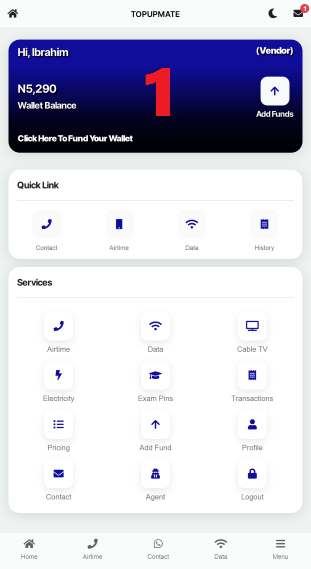 TOPUPMATE
1
Hi, Ibrahim
(Vendor)
N5,290
1
Wallet Balance
Add Funds
Click Here To Fund Your Wallet
Quick Link
Contact Airtime Data History
Services
Airtime Data Cable TV
Electricity Exam Pins Transactions
Pricing Add Fund Profile
Contact Agent Logout
Home Airtime Contact Data Menu